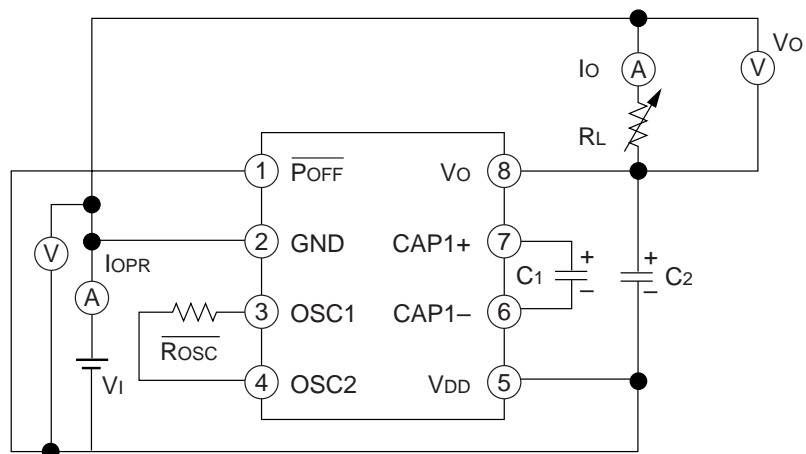 VO
IO
A
V
RL
1
POFF
VO
8
V
IOPR
2
GND
CAP1+
7
+
C1
–
+
C2
–
A
3
OSC1
CAP1–
6
ROSC
VI
4
OSC2
VDD
5